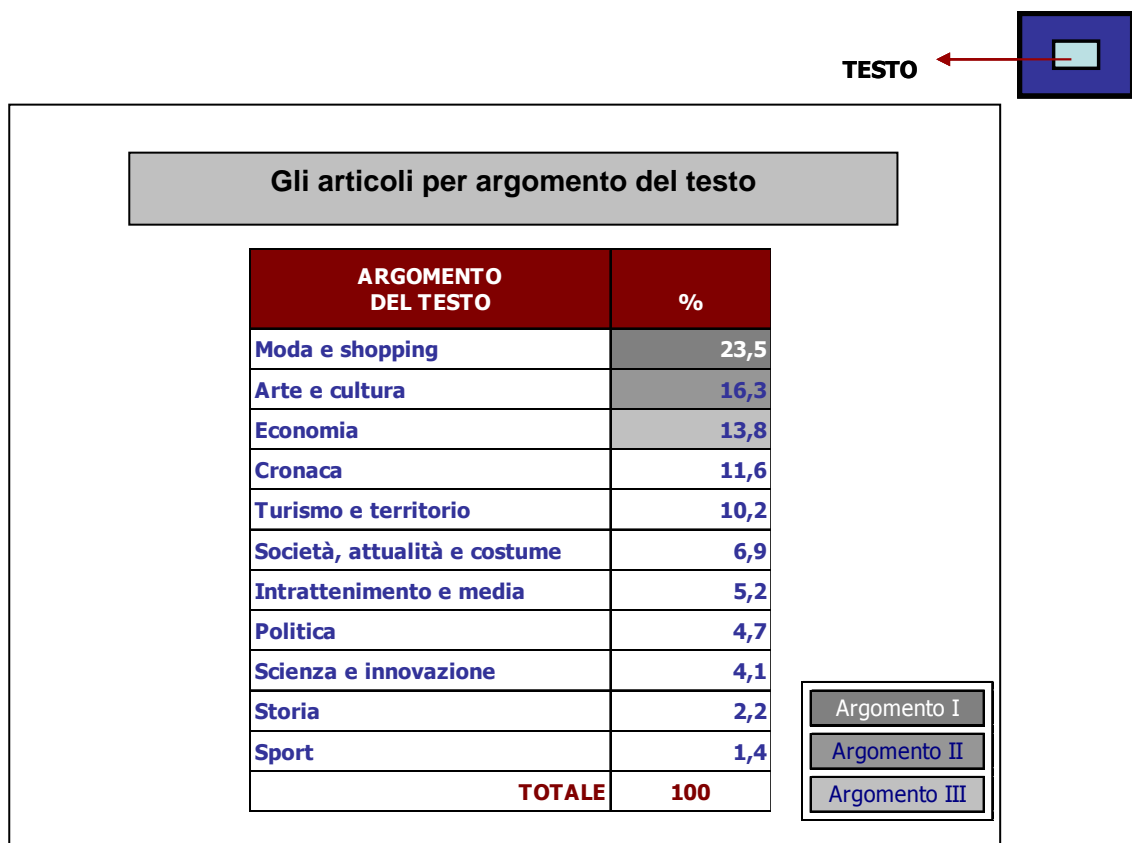 TESTO
Gli articoli per argomento del testo
ARGOMENTO
DEL TESTO %
Moda e shopping 23,5
Arte e cultura 16,3
Economia 13,8
Cronaca 11,6
Turismo e territorio 10,2
Società, attualità e costume 6,9
Intrattenimento e media 5,2
Politica 4,7
Scienza e innovazione 4,1
Storia 2,2
Sport 1,4
TOTALE 100
Argomento I
Argomento II
Argomento III